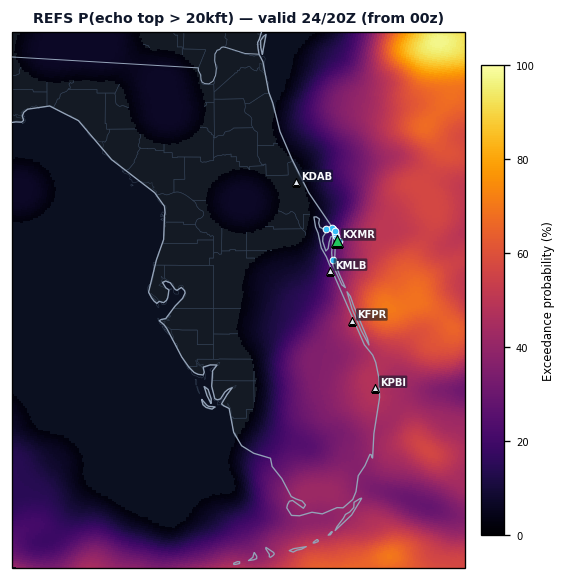 REFS P(echo top > 20kft) — valid 24/20Z (from 00z)
KDAB
KXMR
KMLB
KFPR
KPBI
100
80
60
40
20
0
Exceedance probability (%)